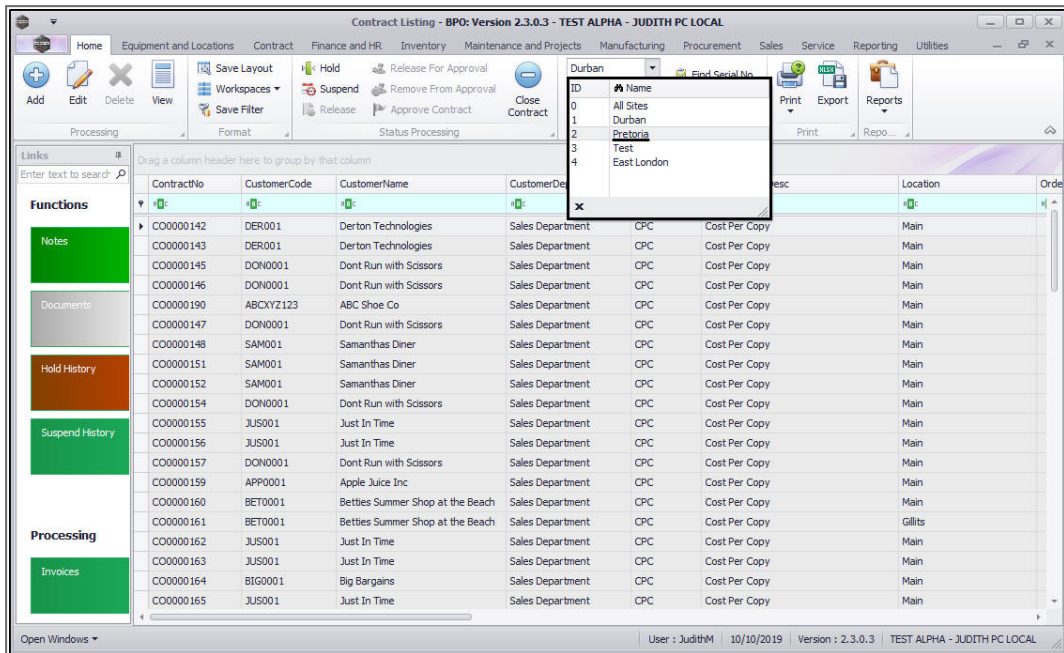 Contract Listing - BPO: Version 2.3.0.3 - TEST ALPHA - JUDITH PC LOCAL
Home Equipment and Locations Contract Finance and HR Inventory Maintenance and Projects Manufacturing Procurement Sales Service Reporting Utilities
Save Layout Hold Release For Approval Durban Find Serial No
Workspaces Suspend Remove From Approval
Add Edit Delete View Save Filter Release Approve Contract Close Contract Print Export Reports
Processing Format Status Processing Print Repo...
ID Name
0 All Sites
1 Durban
2 Pretoria
3 Test
4 East London
x
Links
Enter text to search
Drag a column header here to group by that column
Functions
Notes
Documents
Hold History
Suspend History
Processing
Invoices
ContractNo CustomerCode CustomerName CustomerDep esc Location Orde
CO0000142 DER001 Derton Technologies Sales Department CPC Cost Per Copy Main
CO0000143 DER001 Derton Technologies Sales Department CPC Cost Per Copy Main
CO0000145 DON0001 Dont Run with Scissors Sales Department CPC Cost Per Copy Main
CO0000146 DON0001 Dont Run with Scissors Sales Department CPC Cost Per Copy Main
CO0000190 ABCXYZ123 ABC Shoe Co Sales Department CPC Cost Per Copy Main
CO0000147 DON0001 Dont Run with Scissors Sales Department CPC Cost Per Copy Main
CO0000148 SAM001 Samanthas Diner Sales Department CPC Cost Per Copy Main
CO0000151 SAM001 Samanthas Diner Sales Department CPC Cost Per Copy Main
CO0000152 SAM001 Samanthas Diner Sales Department CPC Cost Per Copy Main
CO0000154 DON0001 Dont Run with Scissors Sales Department CPC Cost Per Copy Main
CO0000155 JUS001 Just In Time Sales Department CPC Cost Per Copy Main
CO0000156 JUS001 Just In Time Sales Department CPC Cost Per Copy Main
CO0000157 DON0001 Dont Run with Scissors Sales Department CPC Cost Per Copy Main
CO0000159 APP0001 Apple Juice Inc Sales Department CPC Cost Per Copy Main
CO0000160 BET0001 Betties Summer Shop at the Beach Sales Department CPC Cost Per Copy Main
CO0000161 BET0001 Betties Summer Shop at the Beach Sales Department CPC Cost Per Copy Gillits
CO0000162 JUS001 Just In Time Sales Department CPC Cost Per Copy Main
CO0000163 JUS001 Just In Time Sales Department CPC Cost Per Copy Main
CO0000164 BIG0001 Big Bargains Sales Department CPC Cost Per Copy Main
CO0000165 JUS001 Just In Time Sales Department CPC Cost Per Copy Main
Open Windows User : JudithM 10/10/2019 Version : 2.3.0.3 TEST ALPHA - JUDITH PC LOCAL